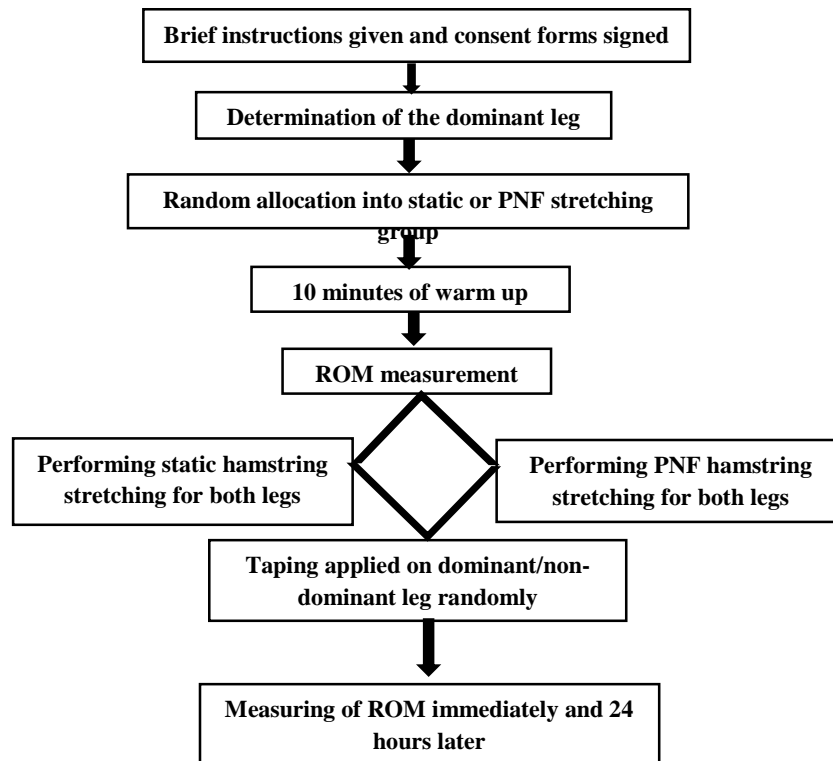 Brief instructions given and consent forms signed
Determination of the dominant leg
Random allocation into static or PNF stretching
group
10 minutes of warm up
ROM measurement
Performing static hamstring
stretching for both legs
Performing PNF hamstring
stretching for both legs
Taping applied on dominant/non-
dominant leg randomly
Measuring of ROM immediately and 24
hours later